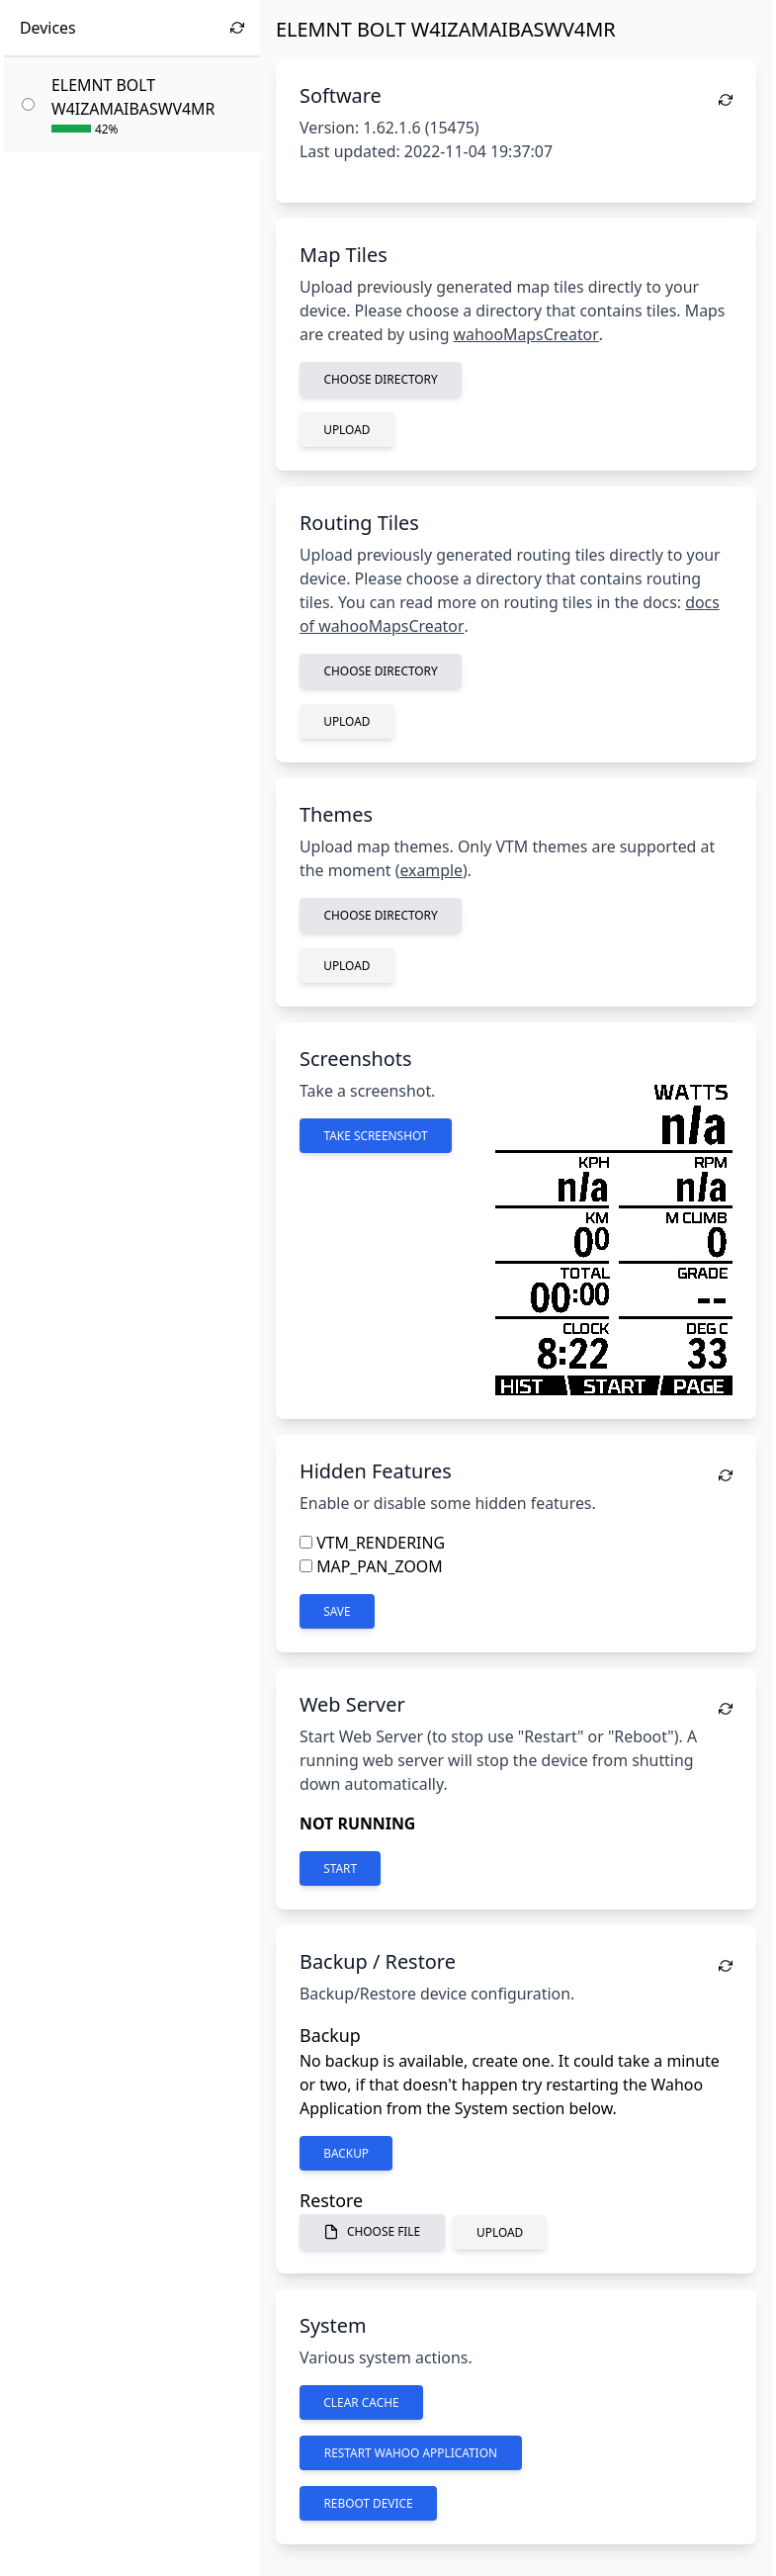 Devices
ELEMNT BOLT
W4IZAMAIBASWV4MR
42%
ELEMNT BOLT W4IZAMAIBASWV4MR
Software
Version: 1.62.1.6 (15475)
Last updated: 2022-11-04 19:37:07
Map Tiles
Upload previously generated map tiles directly to your
device. Please choose a directory that contains tiles. Maps
are created by using wahooMapsCreator.
CHOOSE DIRECTORY
UPLOAD
Routing Tiles
Upload previously generated routing tiles directly to your
device. Please choose a directory that contains routing
tiles. You can read more on routing tiles in the docs: docs
of wahooMapsCreator.
CHOOSE DIRECTORY
UPLOAD
Themes
Upload map themes. Only VTM themes are supported at
the moment (example).
CHOOSE DIRECTORY
UPLOAD
Screenshots
Take a screenshot.
TAKE SCREENSHOT
WATTS
n/a
KPH RPM
n/a n/a
KM M CLIMB
00 0
TOTAL GRADE
00:00 --
CLOCK DEG C
8:22 33
HIST START PAGE
Hidden Features
Enable or disable some hidden features.
VTM_RENDERING
MAP_PAN_ZOOM
SAVE
Web Server
Start Web Server (to stop use "Restart" or "Reboot"). A
running web server will stop the device from shutting
down automatically.
NOT RUNNING
START
Backup / Restore
Backup/Restore device configuration.
Backup
No backup is available, create one. It could take a minute
or two, if that doesn't happen try restarting the Wahoo
Application from the System section below.
BACKUP
Restore
CHOOSE FILE UPLOAD
System
Various system actions.
CLEAR CACHE
RESTART WAHOO APPLICATION
REBOOT DEVICE